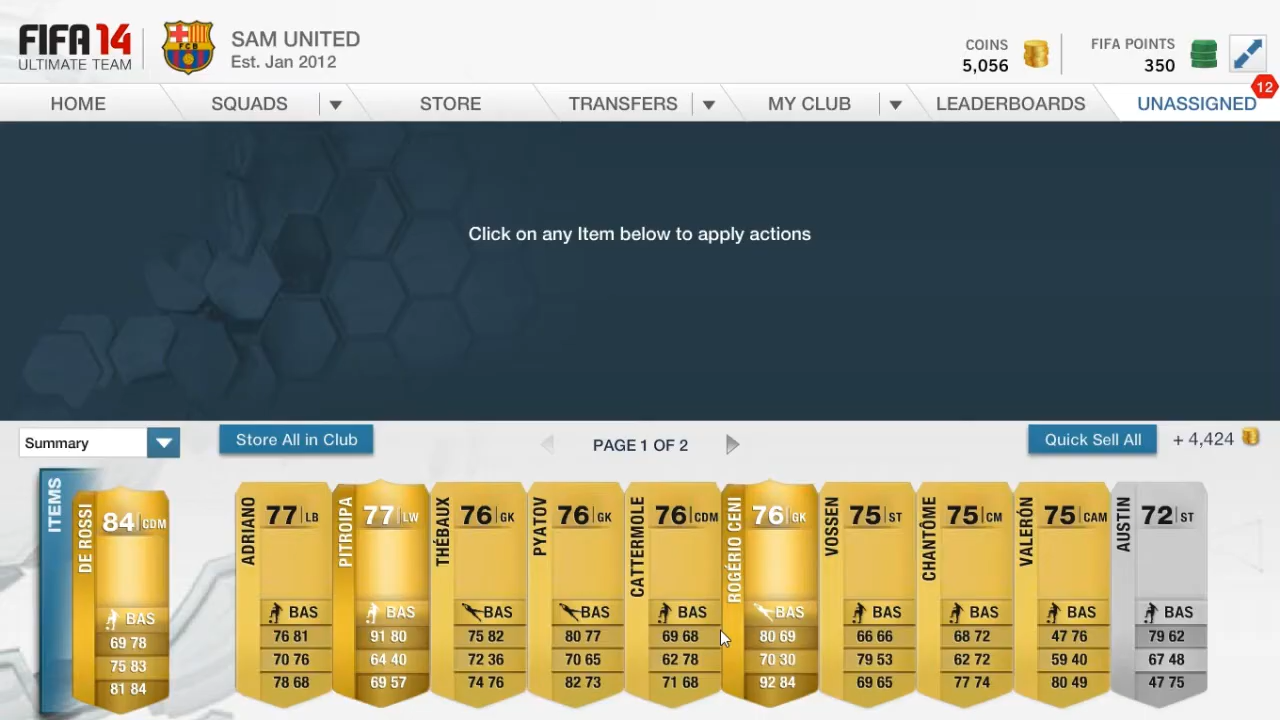 FIFA 14
ULTIMATE TEAM
FCB
SAM UNITED
Est. Jan 2012
COINS
5,056
FIFA POINTS
350
HOME
SQUADS
STORE
TRANSFERS
MY CLUB
LEADERBOARDS
UNASSIGNED
12
Click on any Item below to apply actions
Summary
Store All in Club
PAGE 1 OF 2
Quick Sell All
+ 4,424
ITEMS
DE ROSSI
84 CDM
BAS
69 78
75 83
81 84
ADRIANO
77 LB
BAS
76 81
70 76
78 68
PITROIPA
77 LW
BAS
91 80
64 40
69 57
THÉBAUX
76 GK
BAS
75 82
72 36
74 76
PYATOV
76 GK
BAS
80 77
70 65
82 73
CATTERMOLE
76 CDM
BAS
69 68
62 78
71 68
ROGÉRIO CENI
76 GK
BAS
80 69
70 30
92 84
VOSSEN
75 ST
BAS
66 66
79 53
69 65
CHANTÔME
75 CM
BAS
68 72
62 72
77 74
VALERÓN
75 CAM
BAS
47 76
59 40
80 49
AUSTIN
72 ST
BAS
79 62
67 48
47 75